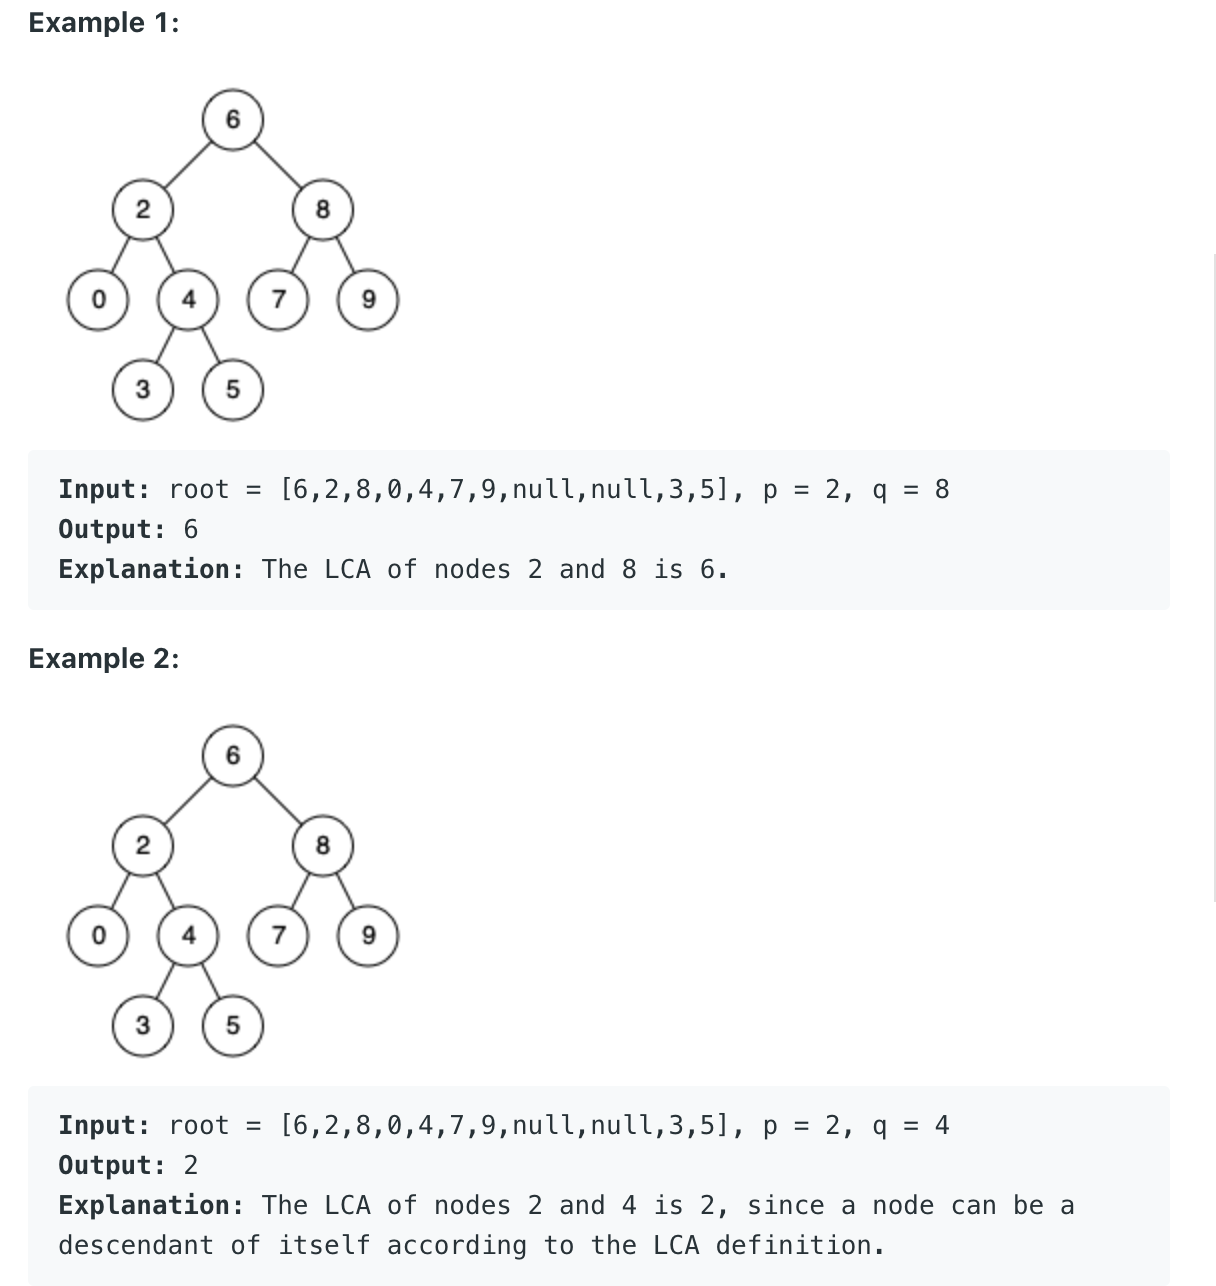 Example 1:
6
2 8
0 4 7 9
3 5
Input: root = [6,2,8,0,4,7,9,null,null,3,5], p = 2, q = 8
Output: 6
Explanation: The LCA of nodes 2 and 8 is 6.
Example 2:
6
2 8
0 4 7 9
3 5
Input: root = [6,2,8,0,4,7,9,null,null,3,5], p = 2, q = 4
Output: 2
Explanation: The LCA of nodes 2 and 4 is 2, since a node can be a
descendant of itself according to the LCA definition.